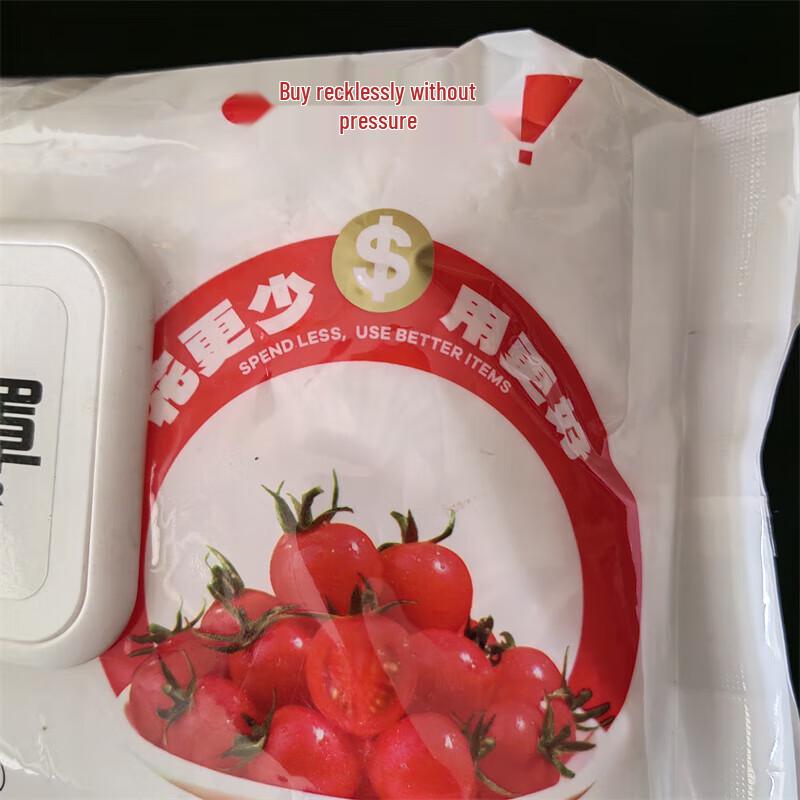 Buy recklessly without
pressure
!
$
花更少 用更好
SPEND LESS, USE BETTER ITEMS